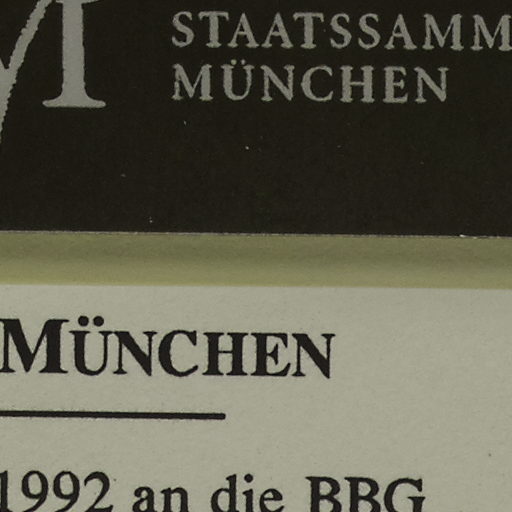 STAATSSAMM
MÜNCHEN
MÜNCHEN
1992 an die BBG